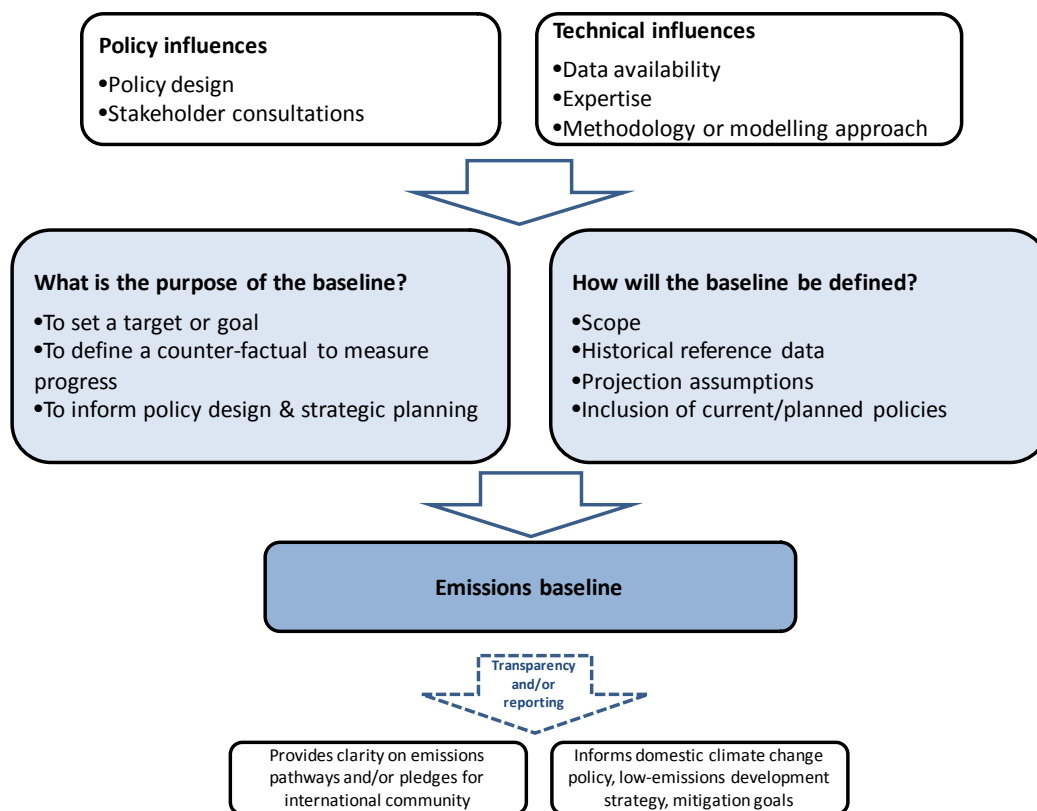 Policy influences
•Policy design
•Stakeholder consultations
Technical influences
•Data availability
•Expertise
•Methodology or modelling approach
What is the purpose of the baseline?
•To set a target or goal
•To define a counter-factual to measure
progress
•To inform policy design & strategic planning
How will the baseline be defined?
•Scope
•Historical reference data
•Projection assumptions
•Inclusion of current/planned policies
Emissions baseline
Transparency
and/or
reporting
Provides clarity on emissions
pathways and/or pledges for
international community
Informs domestic climate change
policy, low-emissions development
strategy, mitigation goals